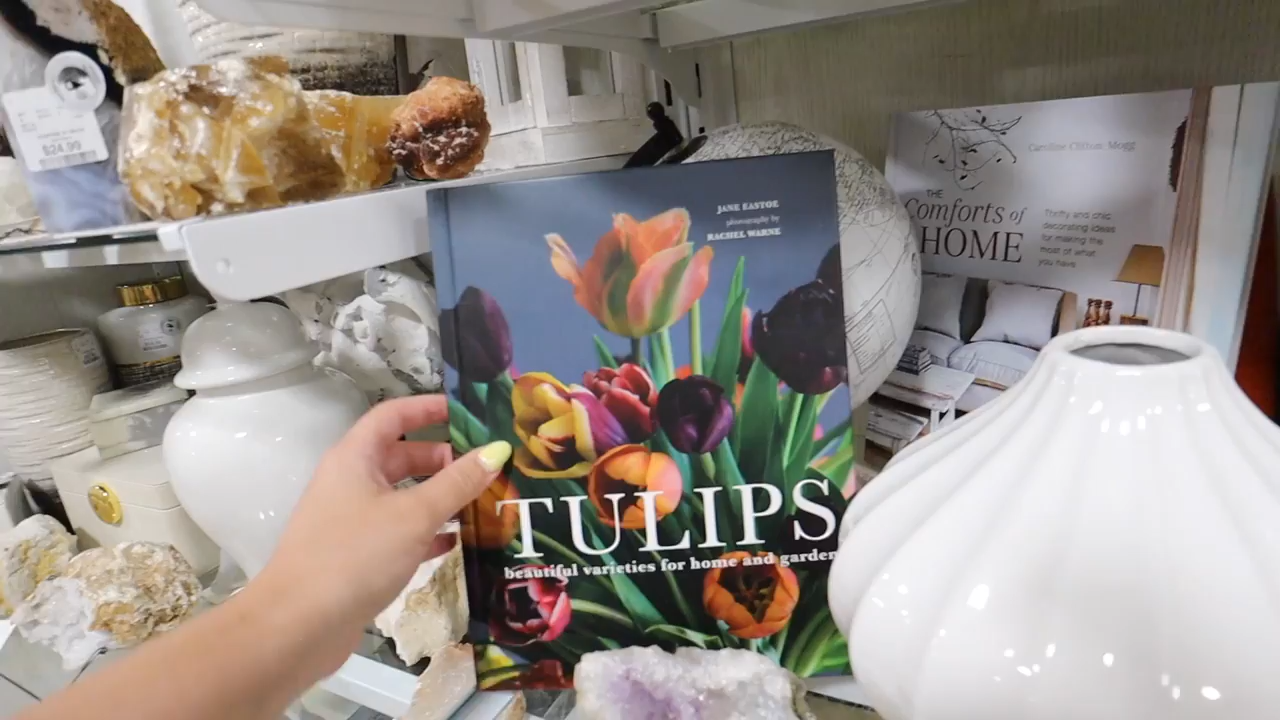 $24.99
JANE EASTOE
photography by
RACHEL WARNE
TULIPS
beautiful varieties for home and garden
Caroline Clifton-Mogg
THE
Comforts of
HOME
Thrifty and chic
decorating ideas
for making the
most of what
you have